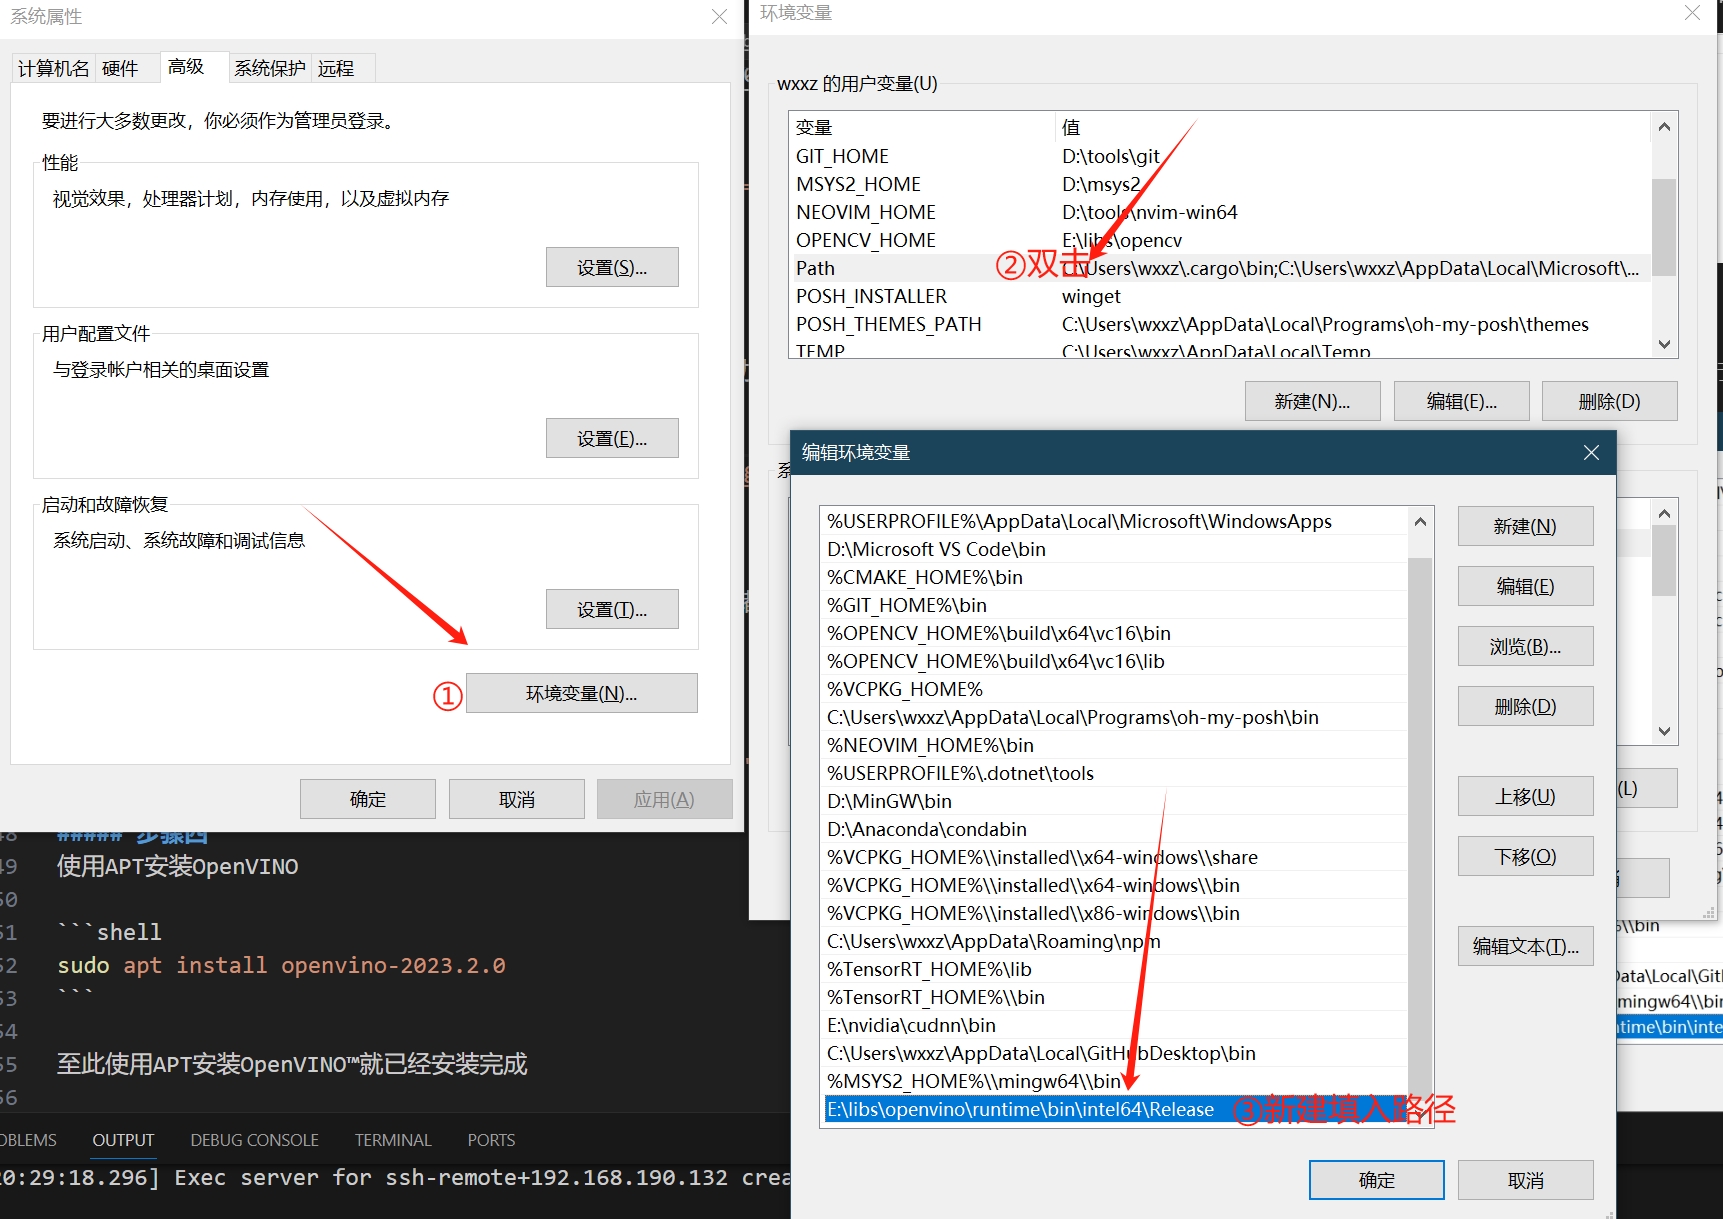 系统属性
计算机名
硬件
高级
系统保护
远程
要进行大多数更改，你必须作为管理员登录。
性能
视觉效果，处理器计划，内存使用，以及虚拟内存
设置(S)...
用户配置文件
与登录帐户相关的桌面设置
设置(E)...
启动和故障恢复
系统启动、系统故障和调试信息
设置(T)...
①
环境变量(N)...
确定
取消
应用(A)
环境变量
wxxz 的用户变量(U)
变量 值
GIT_HOME D:\tools\git
MSYS2_HOME D:\msys2
NEOVIM_HOME D:\tools\nvim-win64
OPENCV_HOME E:\libs\opencv
②双击
Path C:\Users\wxxz\.cargo\bin;C:\Users\wxxz\AppData\Local\Microsoft\...
POSH_INSTALLER winget
POSH_THEMES_PATH C:\Users\wxxz\AppData\Local\Programs\oh-my-posh\themes
TEMP C:\Users\wxxz\AppData\Local\Temp
新建(N)...
编辑(E)...
删除(D)
系
(L)
编辑环境变量
%USERPROFILE%\AppData\Local\Microsoft\WindowsApps
D:\Microsoft VS Code\bin
%CMAKE_HOME%\bin
%GIT_HOME%\bin
%OPENCV_HOME%\build\x64\vc16\bin
%OPENCV_HOME%\build\x64\vc16\lib
%VCPKG_HOME%
C:\Users\wxxz\AppData\Local\Programs\oh-my-posh\bin
%NEOVIM_HOME%\bin
%USERPROFILE%\.dotnet\tools
D:\MinGW\bin
D:\Anaconda\condabin
%VCPKG_HOME%\\installed\\x64-windows\\share
%VCPKG_HOME%\\installed\\x64-windows\\bin
%VCPKG_HOME%\\installed\\x86-windows\\bin
C:\Users\wxxz\AppData\Roaming\npm
%TensorRT_HOME%\lib
%TensorRT_HOME%\\bin
E:\nvidia\cudnn\bin
C:\Users\wxxz\AppData\Local\GitHubDesktop\bin
%MSYS2_HOME%\\mingw64\\bin
E:\libs\openvino\runtime\bin\intel64\Release
③新建填入路径
新建(N)
编辑(E)
浏览(B)...
删除(D)
上移(U)
下移(O)
编辑文本(T)...
确定
取消
%\\bin
Data\Local\Gitl
mingw64\\bin
ntime\bin\inte
##### 步骤四
使用APT安装OpenVINO
```shell
sudo apt install openvino-2023.2.0
```
至此使用APT安装OpenVINO™就已经安装完成
OBLEMS
OUTPUT
DEBUG CONSOLE
TERMINAL
PORTS
20:29:18.296] Exec server for ssh-remote+192.168.190.132 crea